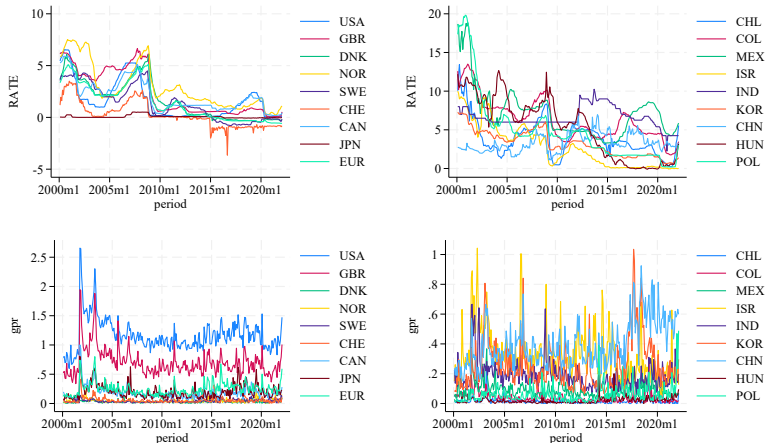 10
5
0
-5
RATE
2000m1 2005m1 2010m1 2015m1 2020m1
period
USA
GBR
DNK
NOR
SWE
CHE
CAN
JPN
EUR
20
15
10
5
0
RATE
2000m1 2005m1 2010m1 2015m1 2020m1
period
CHL
COL
MEX
ISR
IND
KOR
CHN
HUN
POL
2.5
2
1.5
1
.5
0
gpr
2000m1 2005m1 2010m1 2015m1 2020m1
period
USA
GBR
DNK
NOR
SWE
CHE
CAN
JPN
EUR
1
.8
.6
.4
.2
0
gpr
2000m1 2005m1 2010m1 2015m1 2020m1
period
CHL
COL
MEX
ISR
IND
KOR
CHN
HUN
POL